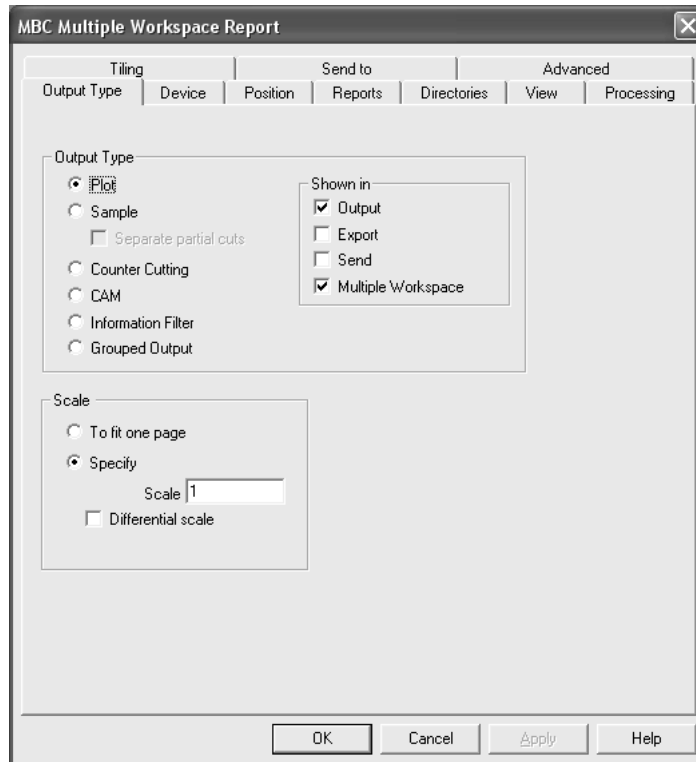 MBC Multiple Workspace Report
Tiling Send to Advanced
Output Type Device Position Reports Directories View Processing
Output Type
Plot
Sample
Separate partial cuts
Counter Cutting
CAM
Information Filter
Grouped Output
Shown in
Output
Export
Send
Multiple Workspace
Scale
To fit one page
Specify
Scale 1
Differential scale
OK Cancel Apply Help